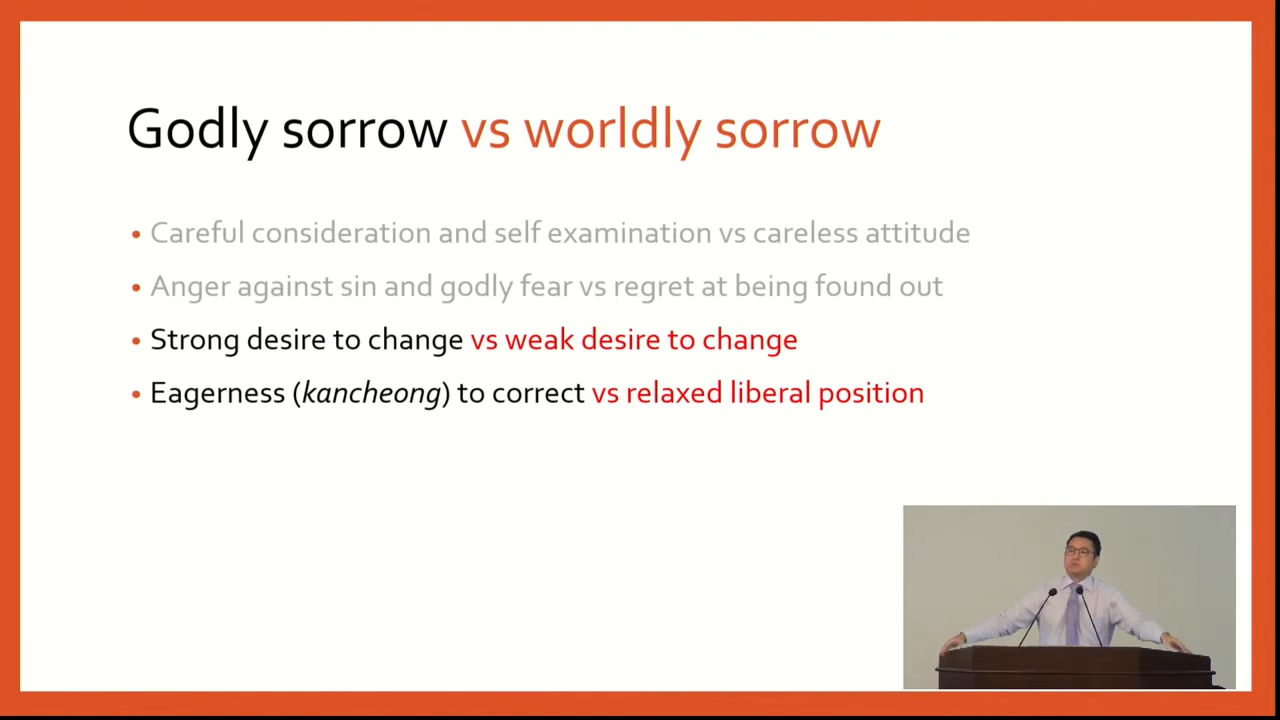 Godly sorrow vs worldly sorrow
• Careful consideration and self examination vs careless attitude
• Anger against sin and godly fear vs regret at being found out
• Strong desire to change vs weak desire to change
• Eagerness (kancheong) to correct vs relaxed liberal position